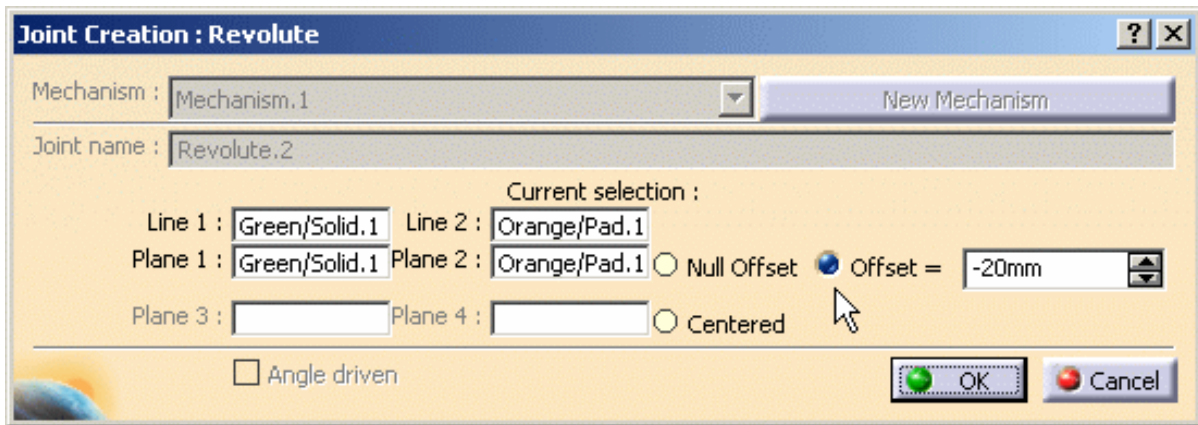 Joint Creation : Revolute
Mechanism : Mechanism.1 New Mechanism
Joint name : Revolute.2
Current selection :
Line 1 : Green/Solid.1 Line 2 : Orange/Pad.1
Plane 1 : Green/Solid.1 Plane 2 : Orange/Pad.1 Null Offset Offset = -20mm
Plane 3 : Plane 4 : Centered
Angle driven OK Cancel